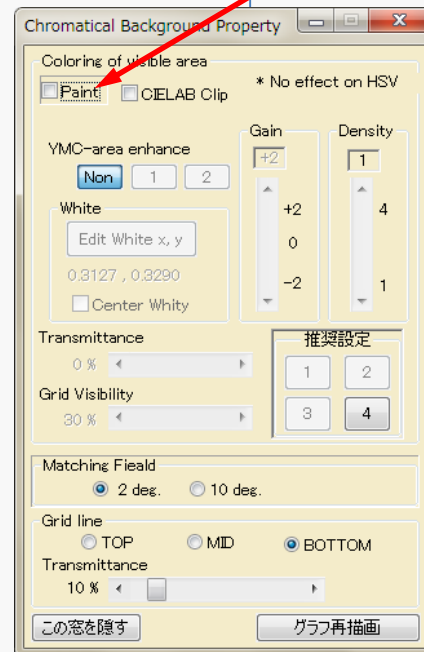 Chromatical Background Property
Coloring of visible area
Paint
CIELAB Clip
* No effect on HSV
YMC-area enhance
Non
1
2
Gain
+2
+2
0
-2
Density
1
4
1
White
Edit White x, y
0.3127 , 0.3290
Center Whity
Transmittance
0 %
Grid Visibility
30 %
推奨設定
1
2
3
4
Matching Fieald
2 deg.
10 deg.
Grid line
TOP
MID
BOTTOM
Transmittance
10 %
この窓を隠す
グラフ再描画